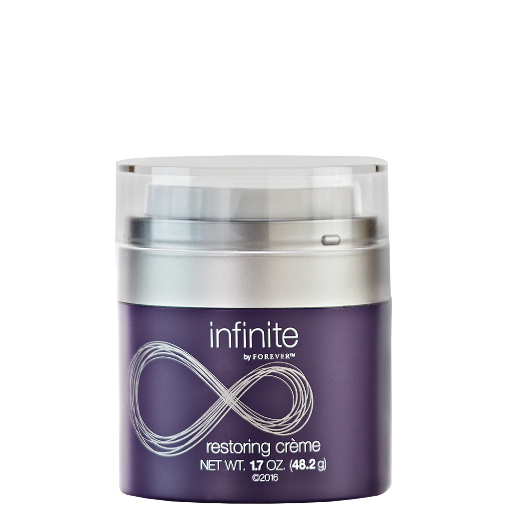 infinite
by FOREVER™
restoring crème
NET WT. 1.7 OZ. (48.2 g)
©2016